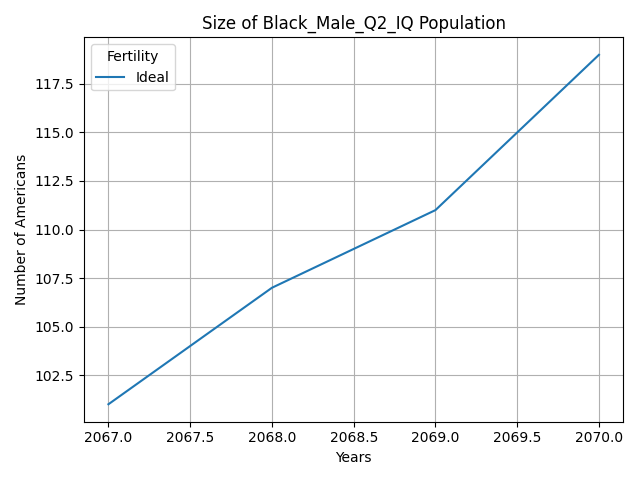 Size of Black_Male_Q2_IQ Population
Fertility
Ideal
117.5
115.0
112.5
110.0
107.5
105.0
102.5
Number of Americans
2067.0 2067.5 2068.0 2068.5 2069.0 2069.5 2070.0
Years